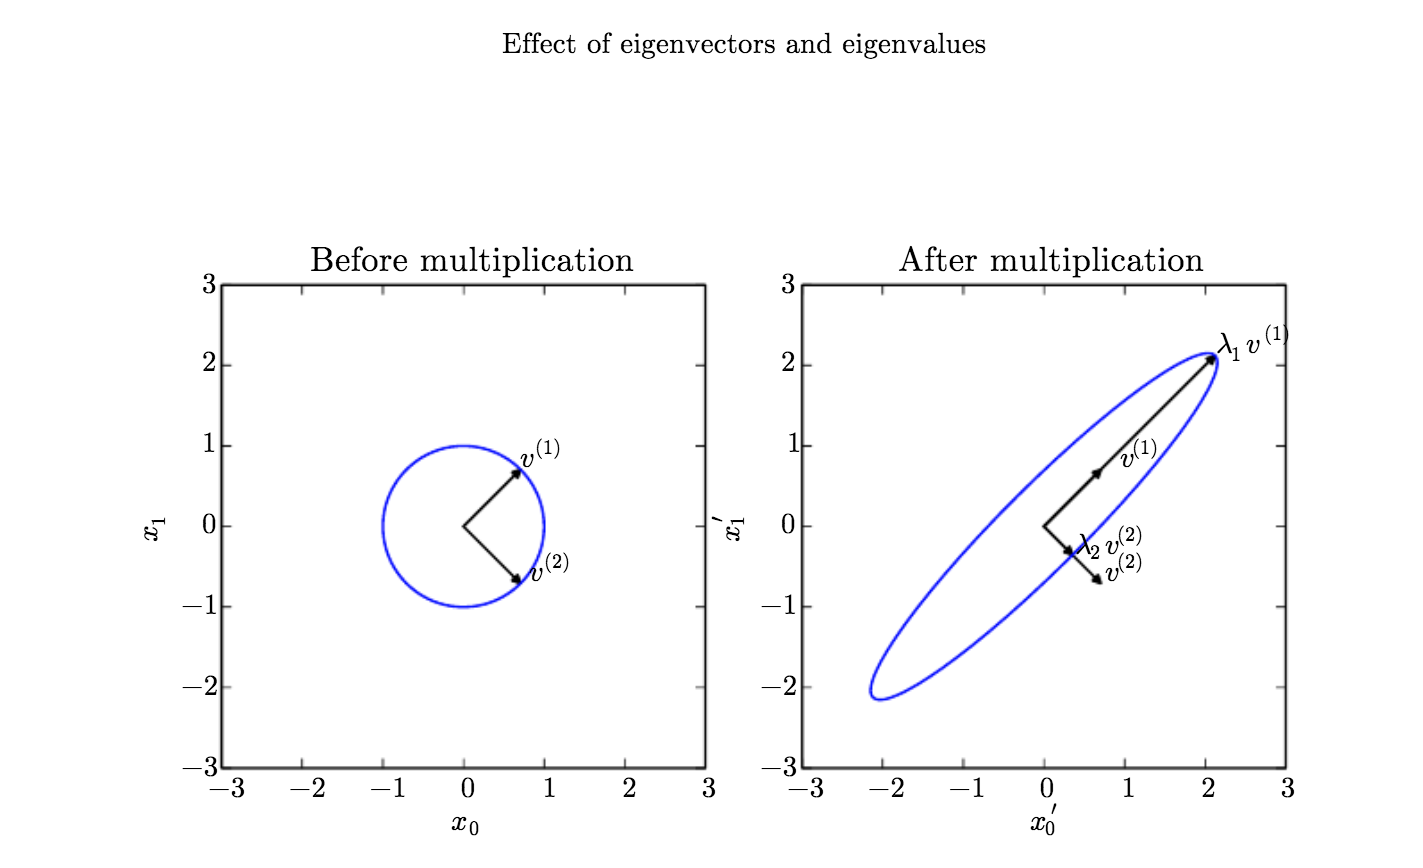 Effect of eigenvectors and eigenvalues
Before multiplication
3
2
1
0
−1
−2
−3
−3 −2 −1 0 1 2 3
x₀
x₁
v⁽¹⁾
v⁽²⁾
After multiplication
3
2
1
0
−1
−2
−3
−3 −2 −1 0 1 2 3
x₀′
x₁′
λ₁ v⁽¹⁾
v⁽¹⁾
λ₂ v⁽²⁾
v⁽²⁾